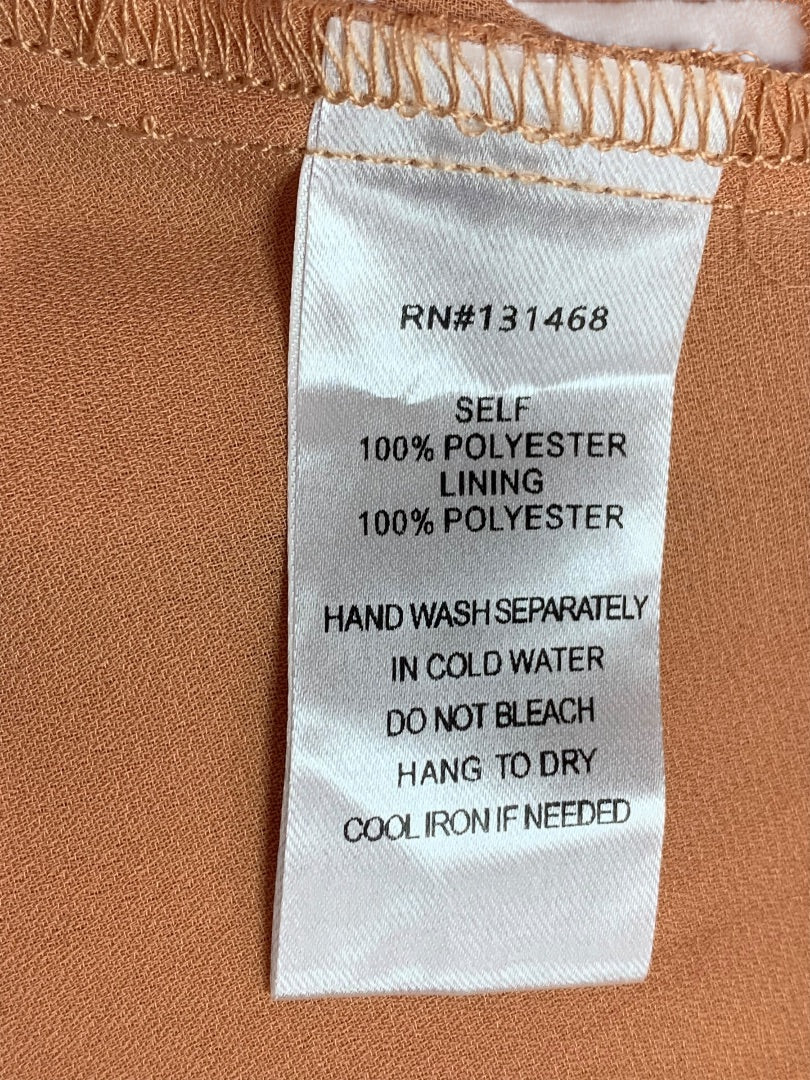 RN#131468
SELF
100% POLYESTER
LINING
100% POLYESTER
HAND WASH SEPARATELY
IN COLD WATER
DO NOT BLEACH
HANG TO DRY
COOL IRON IF NEEDED